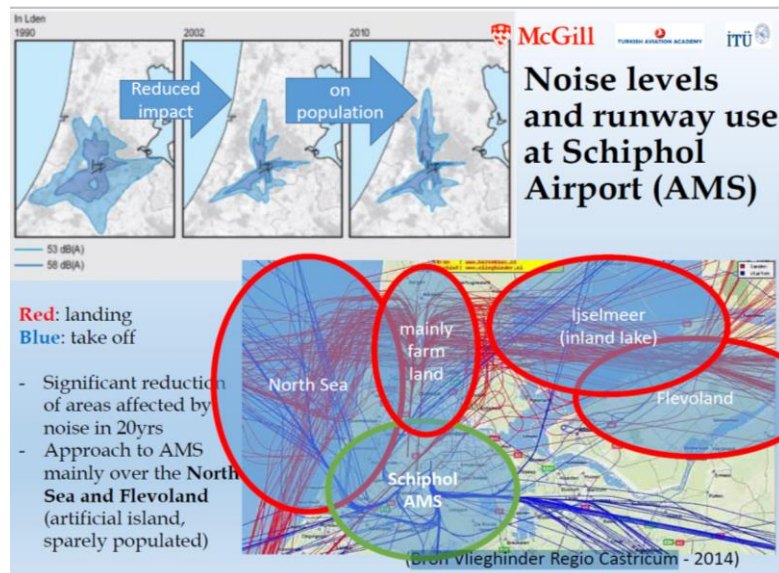 In Lden
1990
2002
2010
Reduced
impact
on
population
53 dB(A)
58 dB(A)
McGill
TURKISH AVIATION ACADEMY
İTÜ
Noise levels
and runway use
at Schiphol
Airport (AMS)
Red: landing
Blue: take off
- Significant reduction
of areas affected by
noise in 20yrs
- Approach to AMS
mainly over the North
Sea and Flevoland
(artificial island,
sparely populated)
North Sea
mainly
farm
land
Ijselmeer
(inland lake)
Flevoland
Schiphol
AMS
(Bron Vlieghinder Regio Castricum - 2014)